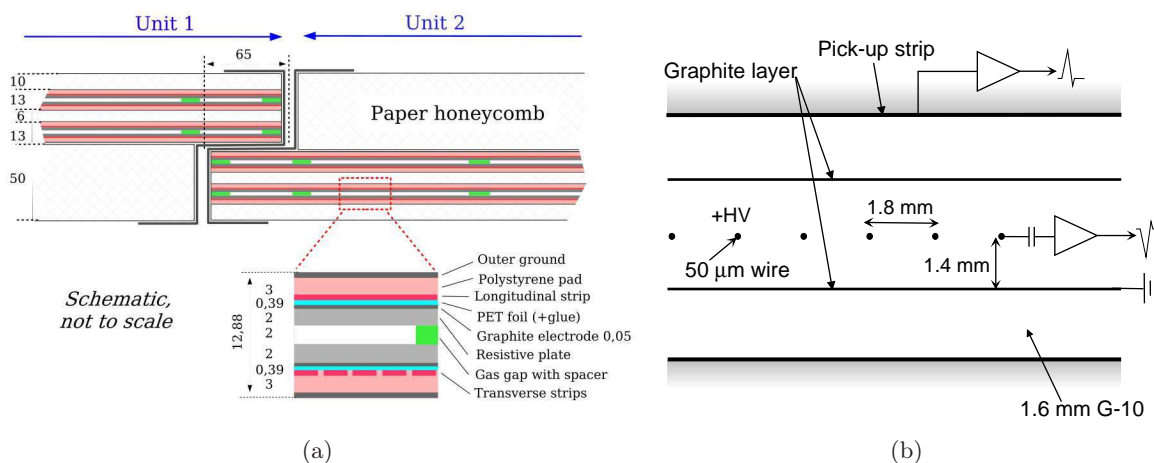 Unit 1
Unit 2
65
10
13
6
13
50
Paper honeycomb
Schematic,
not to scale
12,88
3
0,39
2
2
2
0,39
3
Outer ground
Polystyrene pad
Longitudinal strip
PET foil (+glue)
Graphite electrode 0,05
Resistive plate
Gas gap with spacer
Transverse strips
(a)
Pick-up strip
Graphite layer
+HV
1.8 mm
50 μm wire
1.4 mm
1.6 mm G-10
(b)